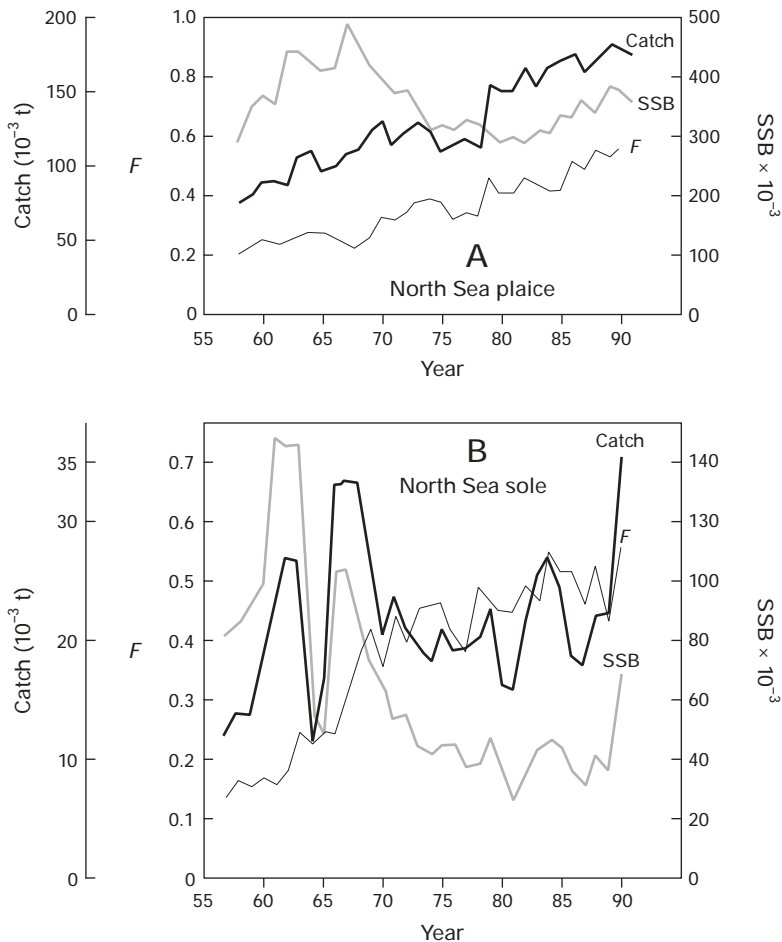 200
150
100
50
0
Catch (10⁻³ t)
1.0
0.8
0.6
0.4
0.2
0
F
500
400
300
200
100
0
SSB × 10⁻³
Catch
SSB
F
A
North Sea plaice
55 60 65 70 75 80 85 90
Year
35
30
20
10
0
Catch (10⁻³ t)
0.7
0.6
0.5
0.4
0.3
0.2
0.1
0
F
140
120
100
80
60
40
20
0
SSB × 10⁻³
B
North Sea sole
Catch
F
SSB
55 60 65 70 75 80 85 90
Year